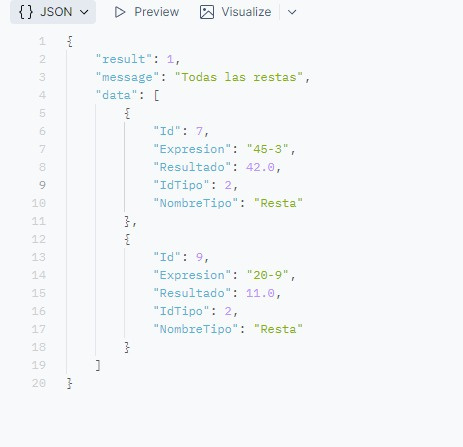 {} JSON Preview Visualize
1 {
2 "result": 1,
3 "message": "Todas las restas",
4 "data": [
5 {
6 "Id": 7,
7 "Expresion": "45-3",
8 "Resultado": 42.0,
9 "IdTipo": 2,
10 "NombreTipo": "Resta"
11 },
12 {
13 "Id": 9,
14 "Expresion": "20-9",
15 "Resultado": 11.0,
16 "IdTipo": 2,
17 "NombreTipo": "Resta"
18 }
19 ]
20 }